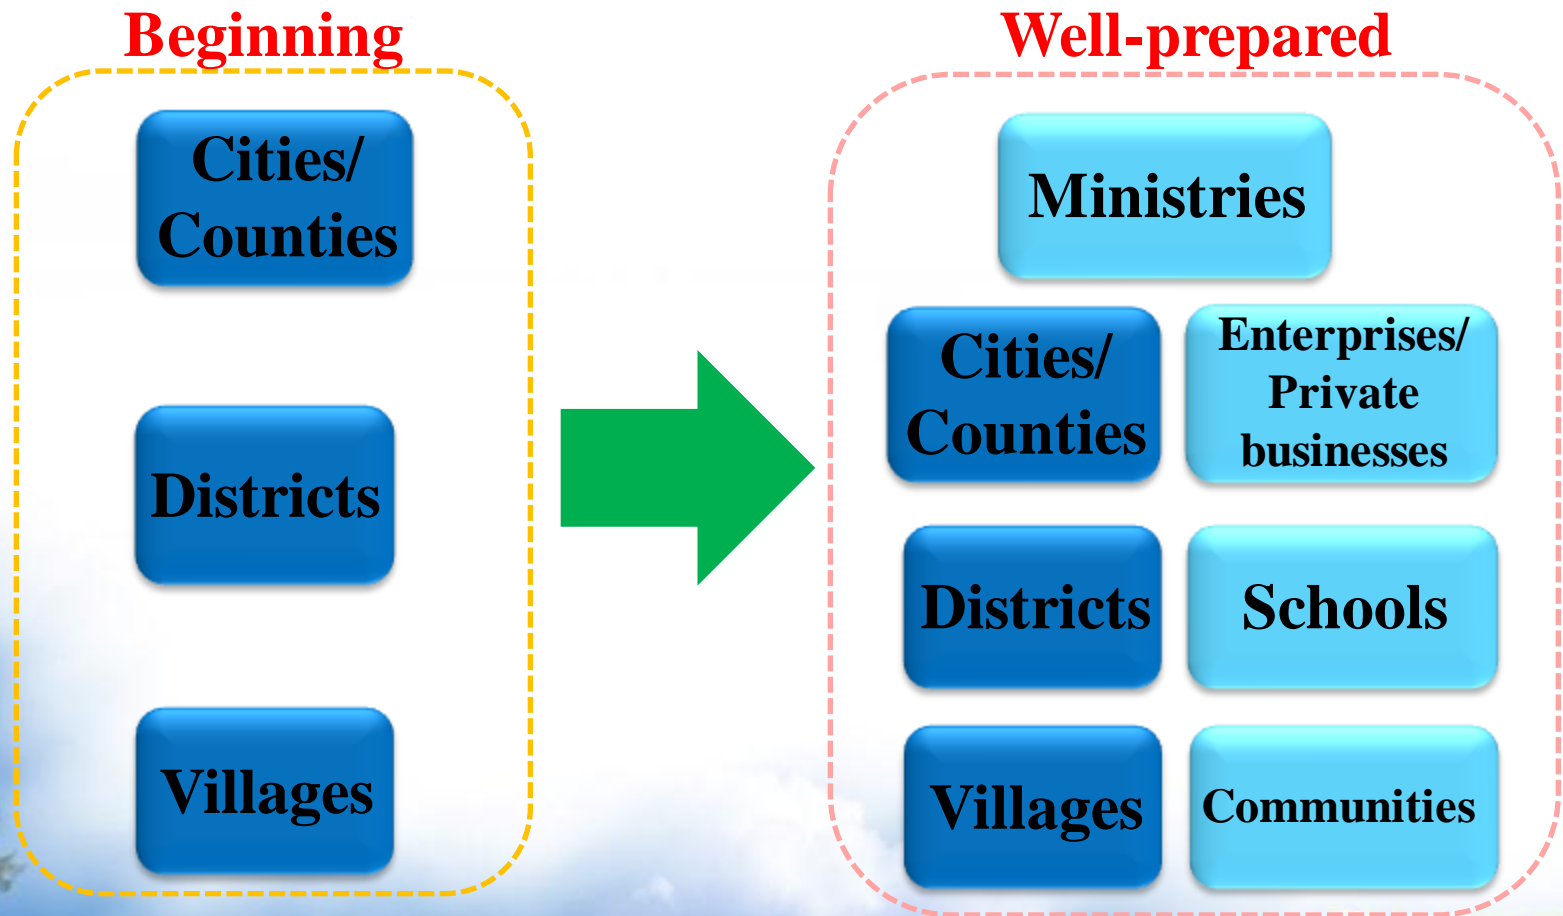 Beginning
Cities/
Counties
Districts
Villages
Well-prepared
Ministries
Cities/
Counties
Enterprises/
Private
businesses
Districts
Schools
Villages
Communities